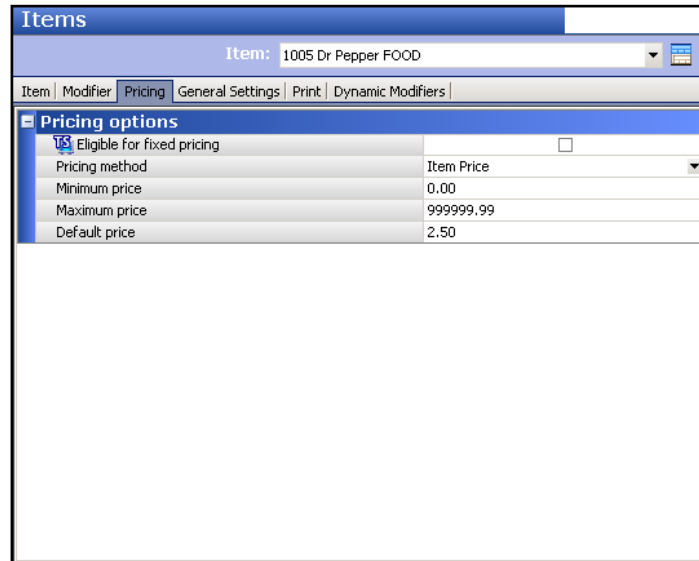 Items
Item: 1005 Dr Pepper FOOD
Item Modifier Pricing General Settings Print Dynamic Modifiers
Pricing options
TS Eligible for fixed pricing
Pricing method Item Price
Minimum price 0.00
Maximum price 999999.99
Default price 2.50